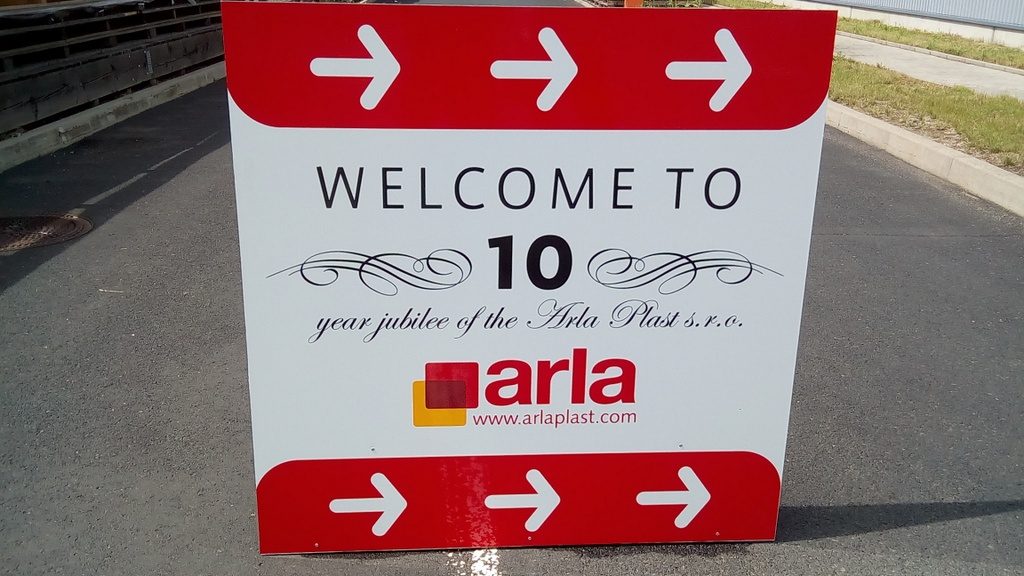 WELCOME TO
10
year jubilee of the Arla Plast s.r.o.
arla
www.arlaplast.com